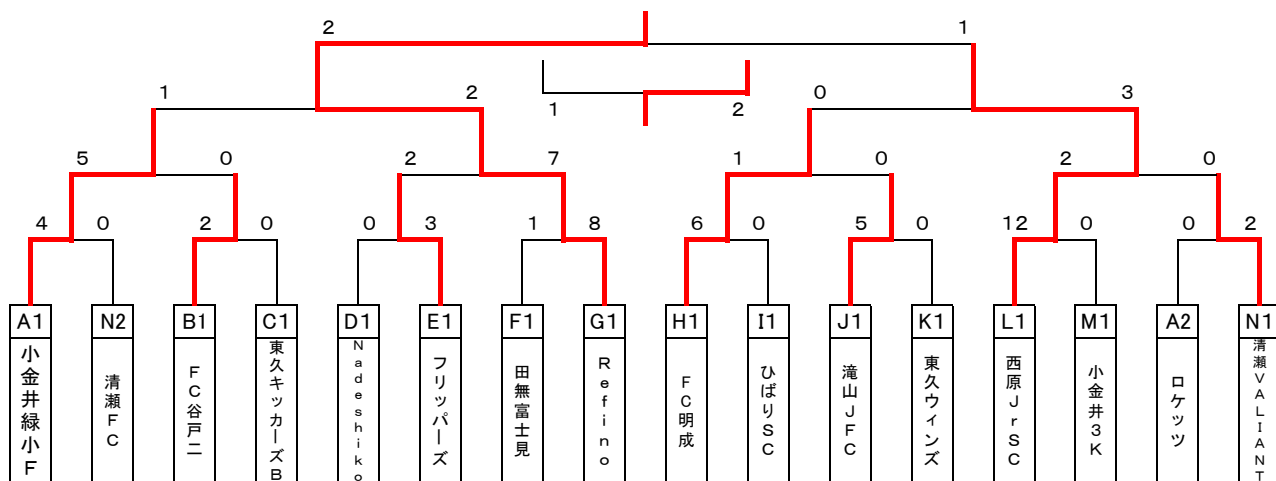 2 1
1 2
1 2 0 3
5 0 2 7 1 0 2 0
4 0 2 0 0 3 1 8 6 0 5 0 12 0 0 2
A1 N2 B1 C1 D1 E1 F1 G1 H1 I1 J1 K1 L1 M1 A2 N1
小金井緑小F
清瀬FC
FC谷戸二
東久キッカーズB
Nadeshiko
フリッパーズ
田無富士見
Refino
FC明成
ひばりSC
滝山JFC
東久ウィンズ
西原JrSC
小金井3K
ロケッツ
清瀬VALIANT